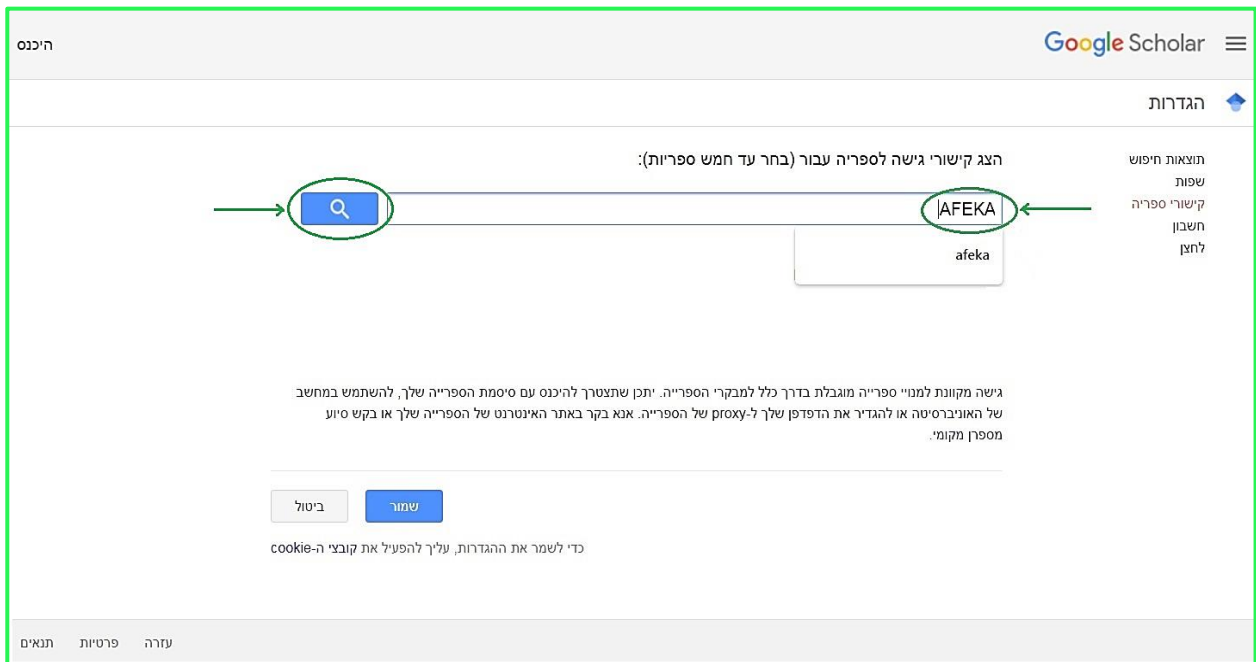 Google Scholar
היכנס
הגדרות
תוצאות חיפוש
שפות
קישורי ספריה
חשבון
לחצן
הצג קישורי גישה לספריה עבור (בחר עד חמש ספריות):
AFEKA
afeka
גישה מקוונת למנויי ספרייה מוגבלת בדרך כלל למבקרי הספרייה. יתכן שתצטרך להיכנס עם סיסמת הספרייה שלך, להשתמש במחשב
של האוניברסיטה או להגדיר את הדפדפן שלך ל-proxy של הספרייה. אנא בקר באתר האינטרנט של הספרייה שלך או בקש סיוע
מספרן מקומי.
שמור
ביטול
כדי לשמר את ההגדרות, עליך להפעיל את קובצי ה-cookie
עזרה פרטיות תנאים